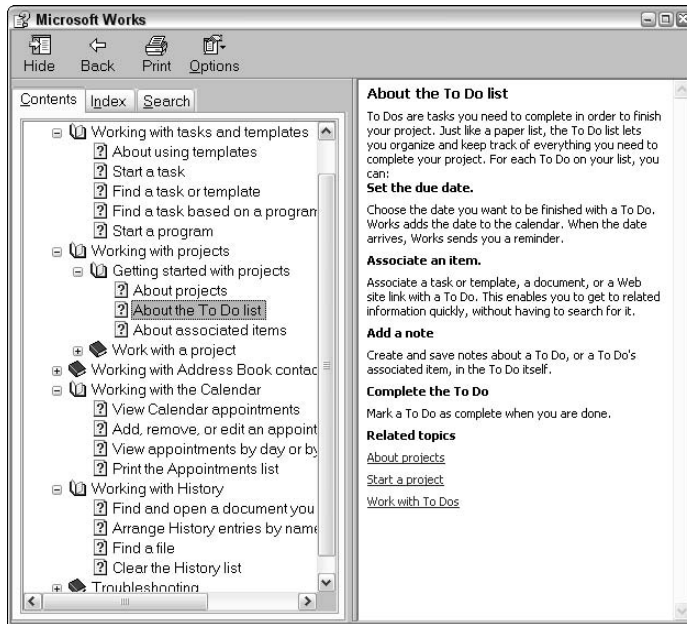 Microsoft Works
Hide Back Print Options
Contents Index Search
Working with tasks and templates
About using templates
Start a task
Find a task or template
Find a task based on a program
Start a program
Working with projects
Getting started with projects
About projects
About the To Do list
About associated items
Work with a project
Working with Address Book contac
Working with the Calendar
View Calendar appointments
Add, remove, or edit an appoint
View appointments by day or by
Print the Appointments list
Working with History
Find and open a document you
Arrange History entries by name
Find a file
Clear the History list
Troubleshooting
About the To Do list
To Dos are tasks you need to complete in order to finish
your project. Just like a paper list, the To Do list lets
you organize and keep track of everything you need to
complete your project. For each To Do on your list, you
can:
Set the due date.
Choose the date you want to be finished with a To Do.
Works adds the date to the calendar. When the date
arrives, Works sends you a reminder.
Associate an item.
Associate a task or template, a document, or a Web
site link with a To Do. This enables you to get to related
information quickly, without having to search for it.
Add a note
Create and save notes about a To Do, or a To Do's
associated item, in the To Do itself.
Complete the To Do
Mark a To Do as complete when you are done.
Related topics
About projects
Start a project
Work with To Dos